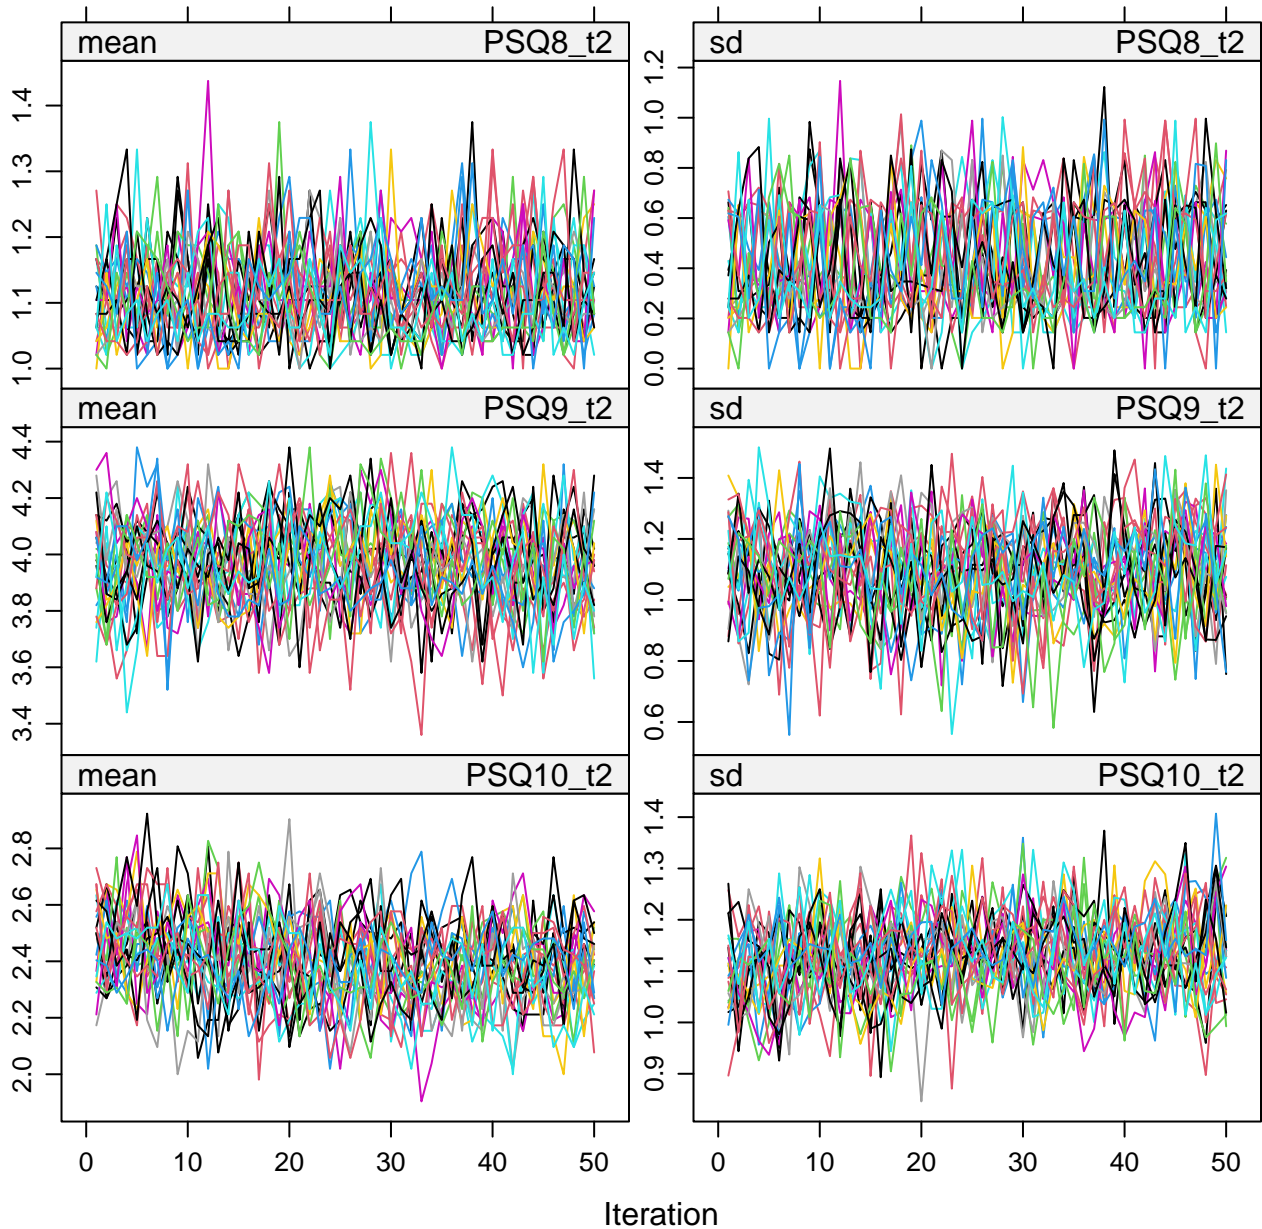 mean PSQ8_t2 sd PSQ8_t2
1.0 1.1 1.2 1.3 1.4
0.0 0.2 0.4 0.6 0.8 1.0 1.2
mean PSQ9_t2 sd PSQ9_t2
3.4 3.6 3.8 4.0 4.2 4.4
0.6 0.8 1.0 1.2 1.4
mean PSQ10_t2 sd PSQ10_t2
2.0 2.2 2.4 2.6 2.8
0.9 1.0 1.1 1.2 1.3 1.4
0 10 20 30 40 50 0 10 20 30 40 50
Iteration